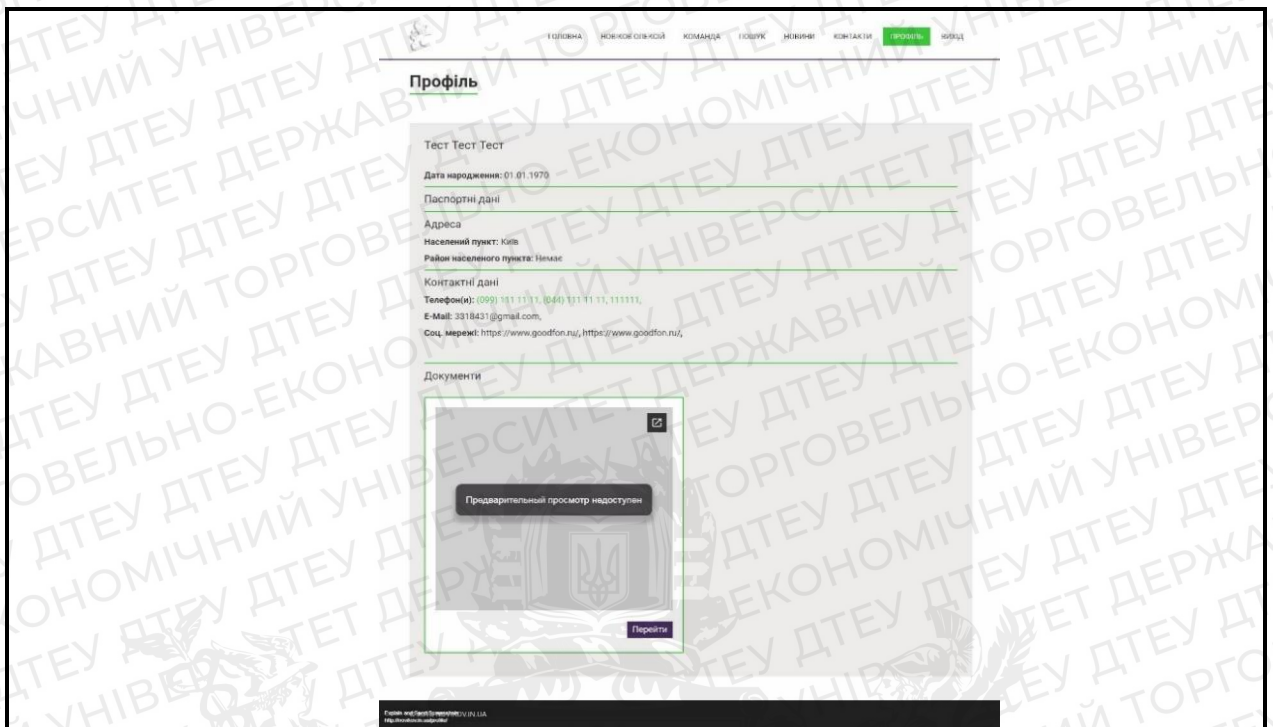 ГОЛОВНА КОМАНДА ПОШУК НОВИНИ КОНТАКТИ ПРОФІЛЬ ВИХІД
Профіль
Тест Тест Тест
Дата народження: 01.01.1970
Паспортні дані
Адреса
Населений пункт: Київ
Район населеного пункта: Немає
Контактні дані
Телефон(и): (099) 111 11 11, (044) 111 11 11, 111111,
E-Mail: 3318431@gmail.com,
Соц. мережі: https://www.goodfon.ru/, https://www.goodfon.ru/,
Документи
Предварительный просмотр недоступен
Перейти